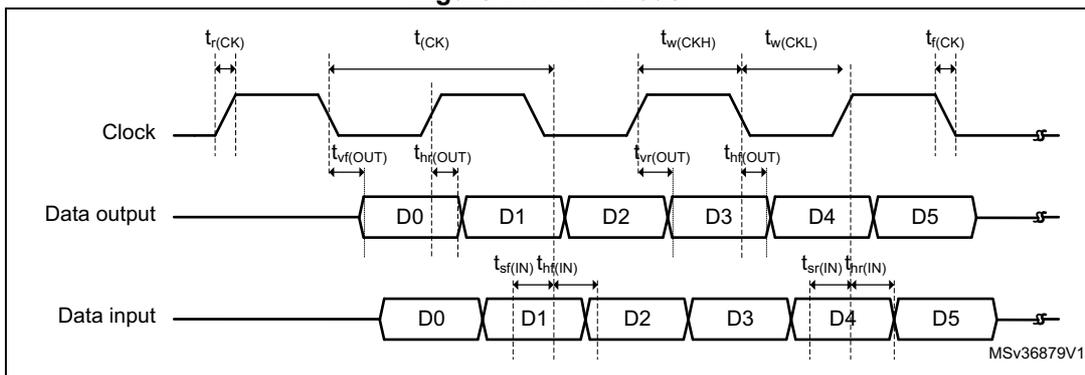 tr(CK) t(CK) tw(CKH) tw(CKL) tf(CK)
Clock
tvf(OUT) thr(OUT) tvr(OUT) thf(OUT)
Data output D0 D1 D2 D3 D4 D5
tsf(IN) thf(IN) tsr(IN) thr(IN)
Data input D0 D1 D2 D3 D4 D5
MSv36879V1